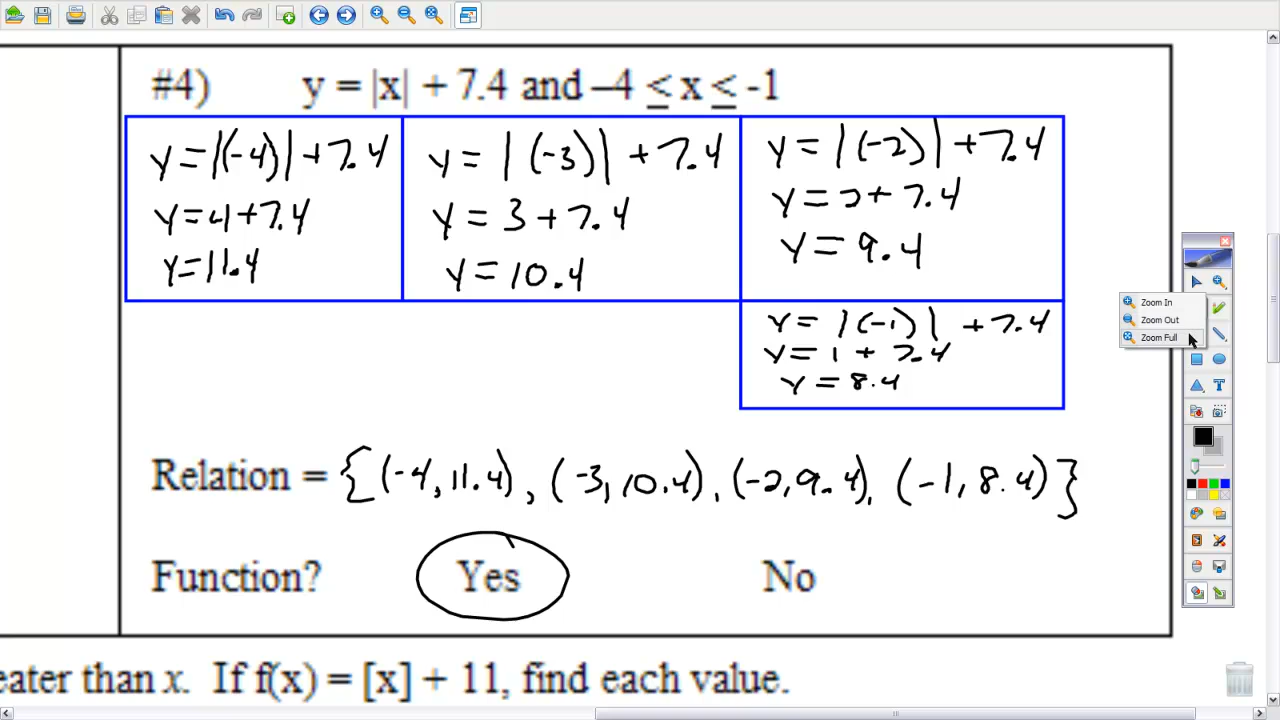 #4) y = |x| + 7.4 and –4 ≤ x ≤ -1
y=|(-4)|+7.4
y=4+7.4
y=11.4
y=|(-3)|+7.4
y=3+7.4
y=10.4
y=|(-2)|+7.4
y=2+7.4
y=9.4
y=|(-1)|+7.4
y=1+7.4
y=8.4
Zoom In
Zoom Out
Zoom Full
Relation = {(-4,11.4), (-3,10.4), (-2,9.4), (-1,8.4)}
Function? Yes No
eater than x. If f(x) = [x] + 11, find each value.